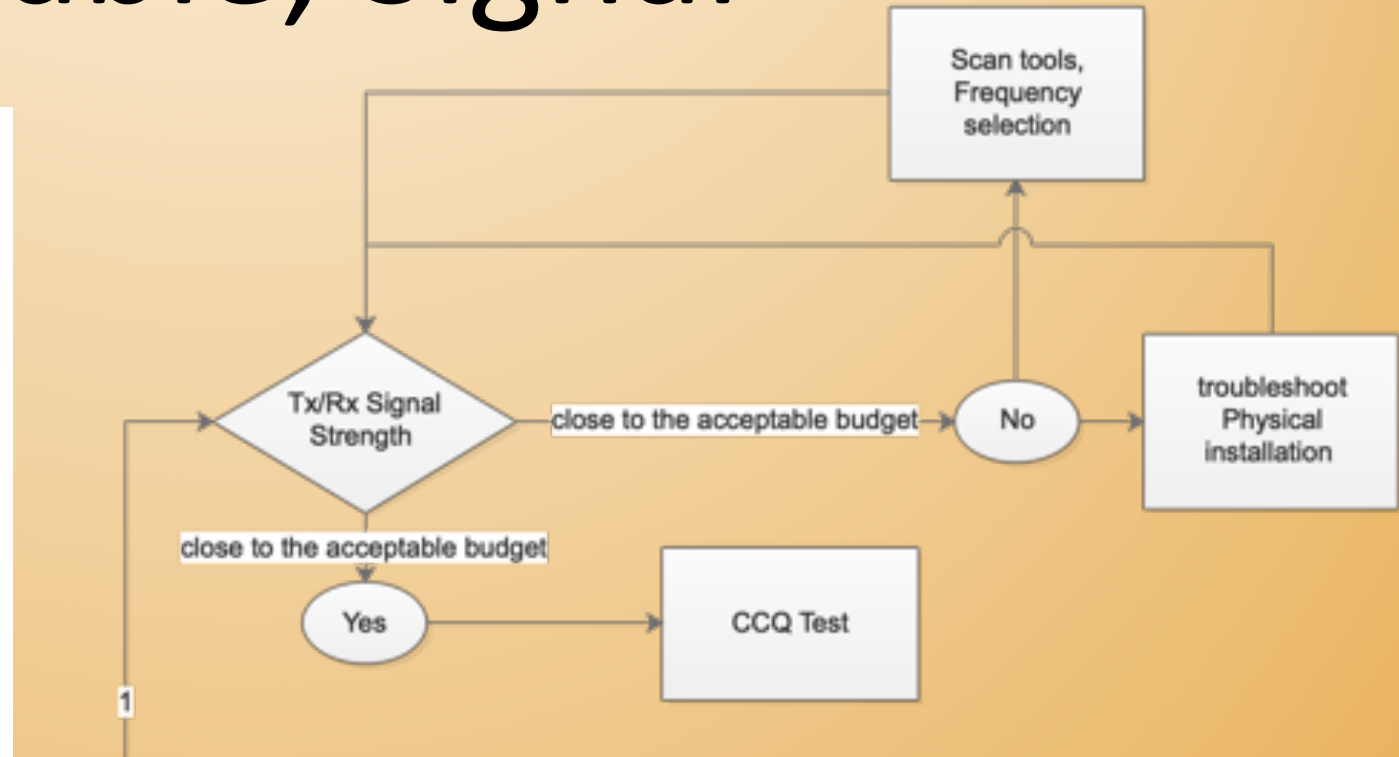 Signal
Scan tools,
Frequency
selection
Tx/Rx Signal
Strength
close to the acceptable budget
No
troubleshoot
Physical
installation
close to the acceptable budget
Yes
CCQ Test
1